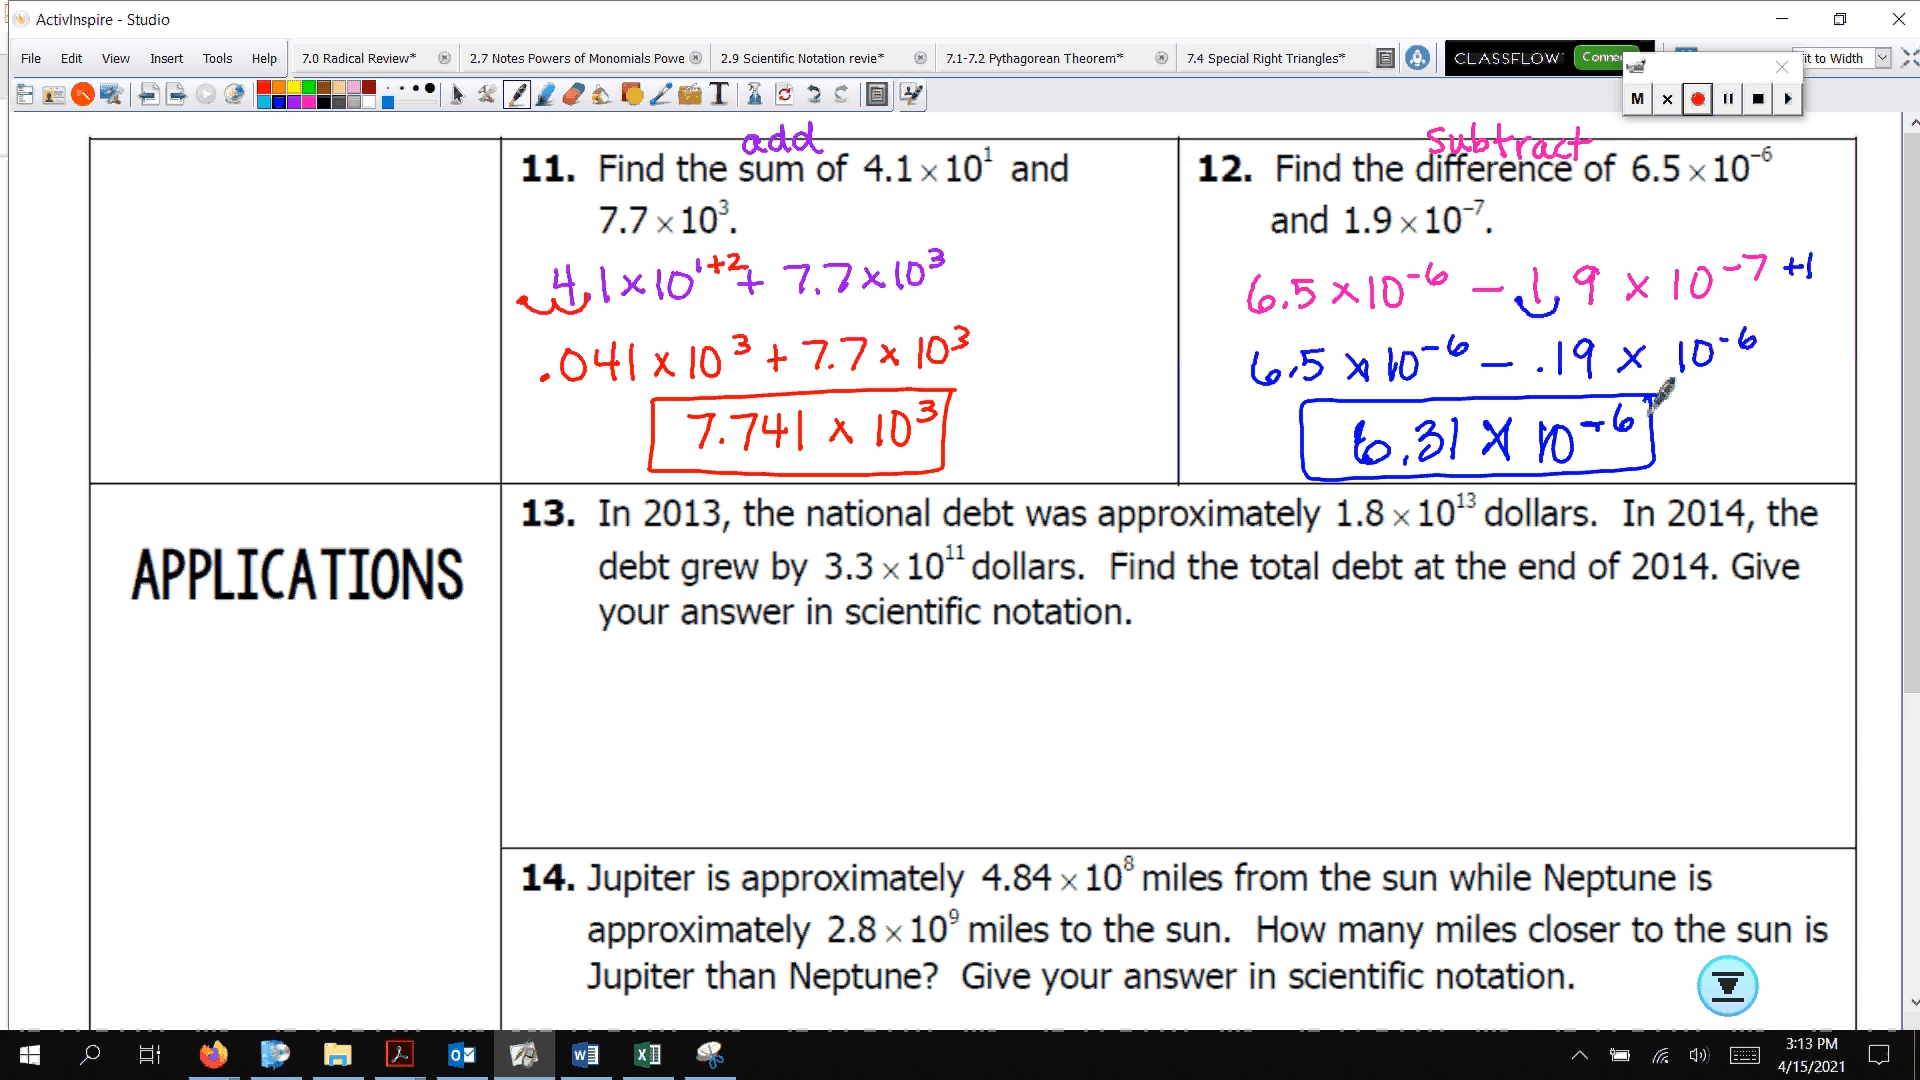 ActivInspire - Studio
File Edit View Insert Tools Help 7.0 Radical Review* 2.7 Notes Powers of Monomials Powe 2.9 Scientific Notation revie* 7.1-7.2 Pythagorean Theorem* 7.4 Special Right Triangles* CLASSFLOW Connec it to Width
M
add
11. Find the sum of 4.1 × 10¹ and
7.7 × 10³.
4.1 × 10¹⁺² + 7.7 × 10³
.041 × 10³ + 7.7 × 10³
7.741 × 10³
subtract
12. Find the difference of 6.5 × 10⁻⁶
and 1.9 × 10⁻⁷.
6.5 × 10⁻⁶ − 1.9 × 10⁻⁷ ⁺¹
6.5 × 10⁻⁶ − .19 × 10⁻⁶
6.31 × 10⁻⁶
APPLICATIONS
13. In 2013, the national debt was approximately 1.8 × 10¹³ dollars. In 2014, the
debt grew by 3.3 × 10¹¹ dollars. Find the total debt at the end of 2014. Give
your answer in scientific notation.
14. Jupiter is approximately 4.84 × 10⁸ miles from the sun while Neptune is
approximately 2.8 × 10⁹ miles to the sun. How many miles closer to the sun is
Jupiter than Neptune? Give your answer in scientific notation.
3:13 PM
4/15/2021